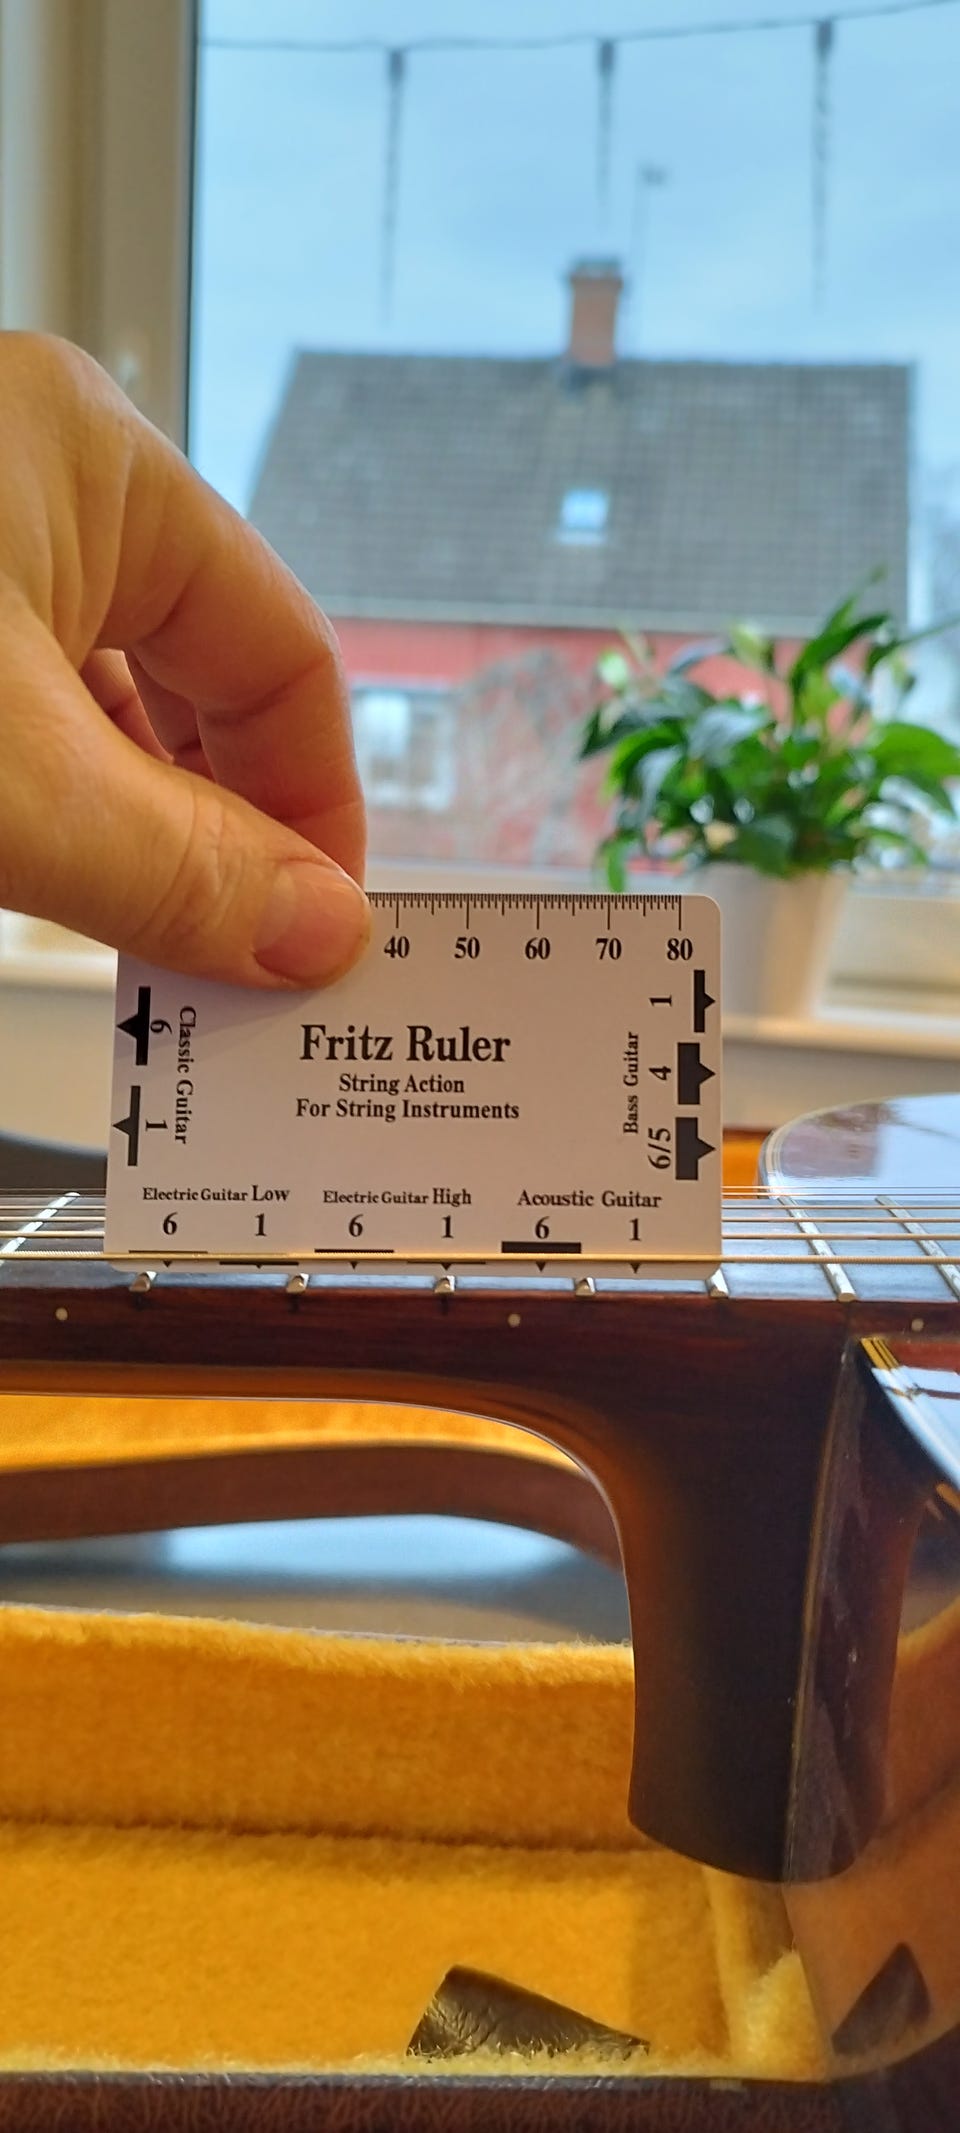 40 50 60 70 80
Classic Guitar
6
1
Fritz Ruler
String Action
For String Instruments
Bass Guitar
1
4
6/5
Electric Guitar Low
6 1
Electric Guitar High
6 1
Acoustic Guitar
6 1